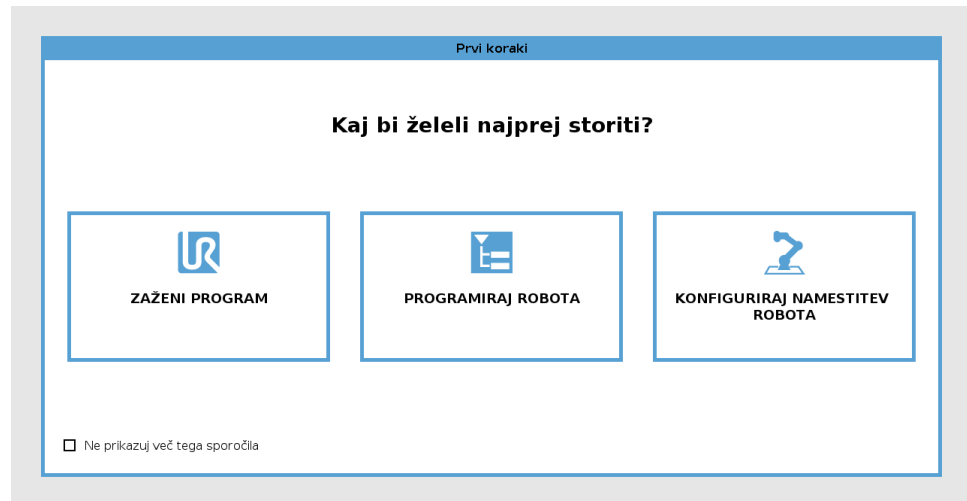 Prvi koraki
Kaj bi želeli najprej storiti?
ZAŽENI PROGRAM
PROGRAMIRAJ ROBOTA
KONFIGURIRAJ NAMESTITEV
ROBOTA
Ne prikazuj več tega sporočila